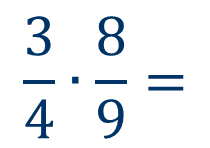 3/4 · 8/9 =